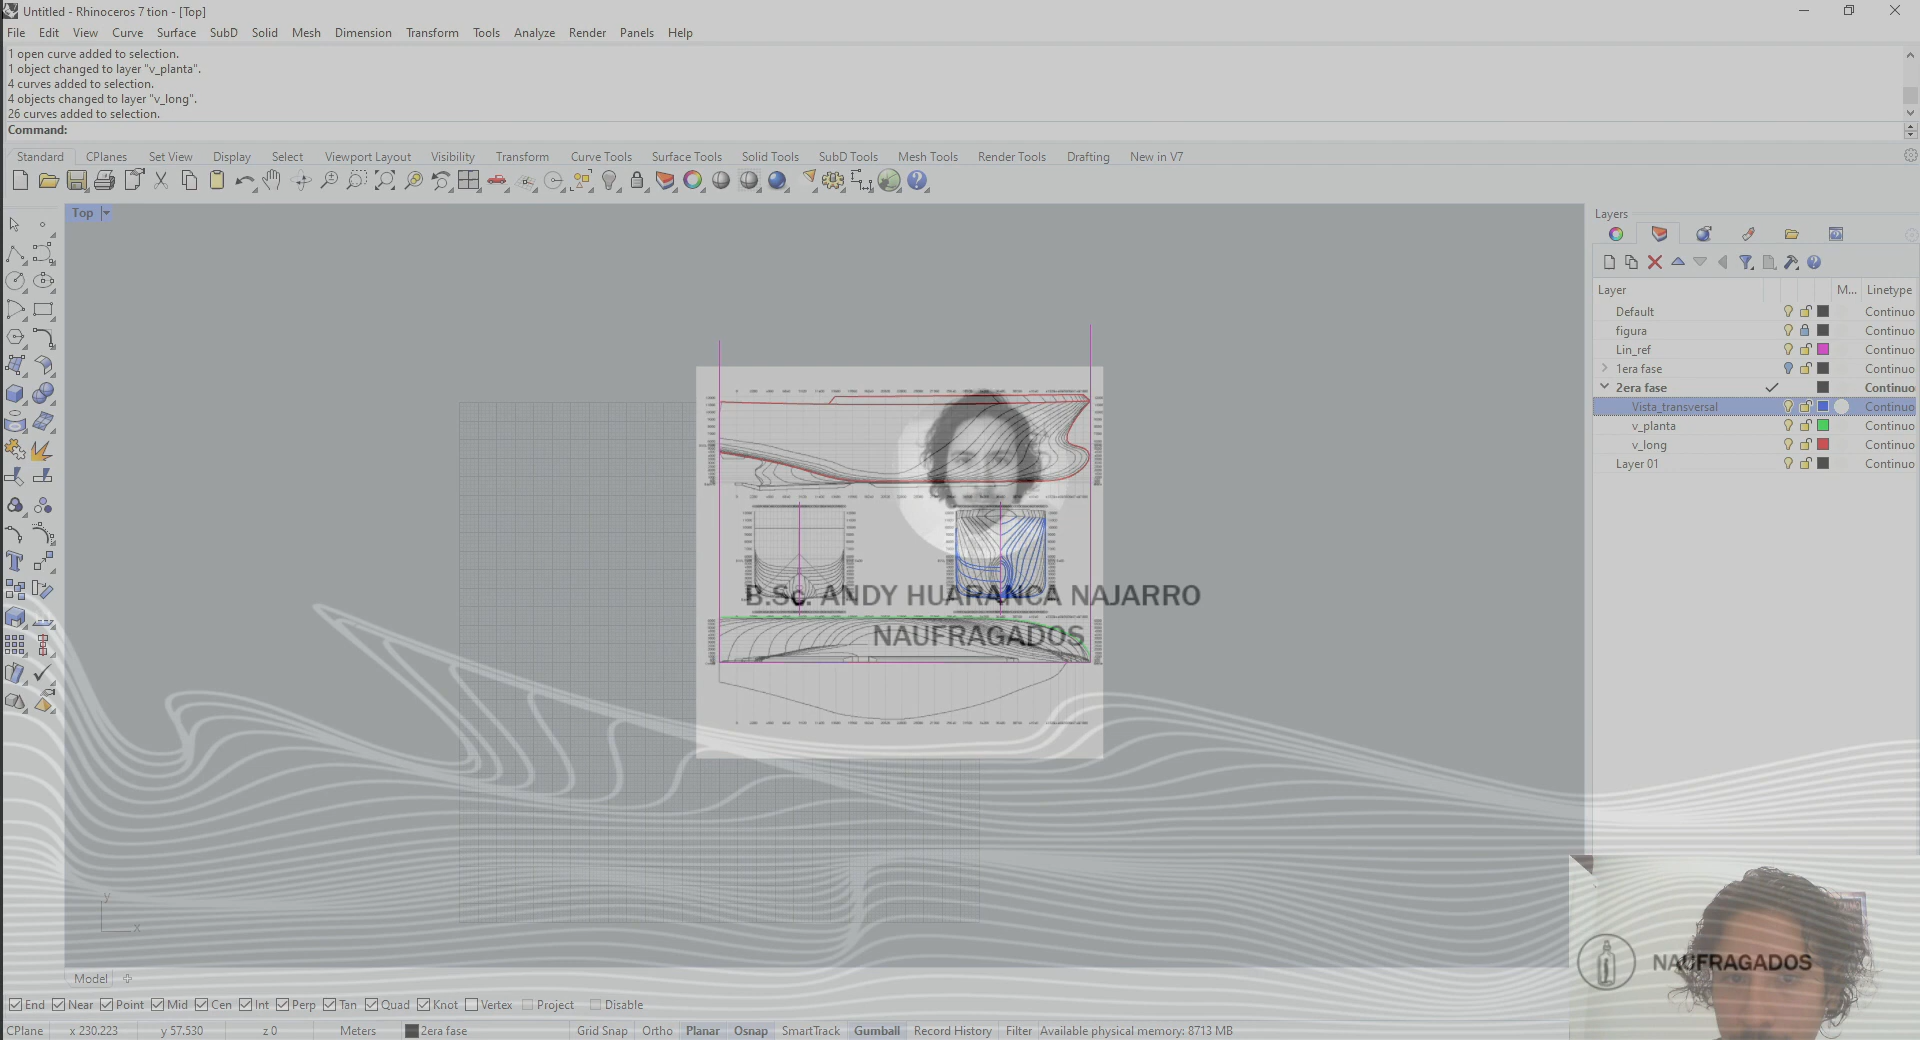 Untitled - Rhinoceros 7 tion - [Top]
File Edit View Curve Surface SubD Solid Mesh Dimension Transform Tools Analyze Render Panels Help
1 open curve added to selection.
1 object changed to layer "v_planta".
4 curves added to selection.
4 objects changed to layer "v_long".
26 curves added to selection.
Command:
Standard CPlanes Set View Display Select Viewport Layout Visibility Transform Curve Tools Surface Tools Solid Tools SubD Tools Mesh Tools Render Tools Drafting New in V7
Top
Layers
Layer M... Linetype
Default Continuo
figura Continuo
Lin_ref Continuo
1era fase Continuo
2era fase Continuo
Vista_transversal Continuo
v_planta Continuo
v_long Continuo
Layer 01 Continuo
B.Sc. ANDY HUARANCA NAJARRO
NAUFRAGADOS
y
x
NAUFRAGADOS
Model
End Near Point Mid Cen Int Perp Tan Quad Knot Vertex Project Disable
CPlane x 230.223 y 57.530 z 0 Meters 2era fase Grid Snap Ortho Planar Osnap SmartTrack Gumball Record History Filter Available physical memory: 8713 MB